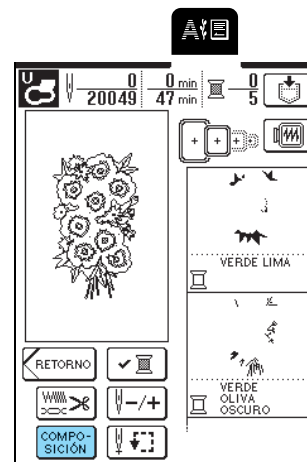 A
U
0 0 min 0
20049 47 min 5
VERDE LIMA
RETORNO
VERDE
OLIVA
OSCURO
-/+
COMPO-
SICIÓN